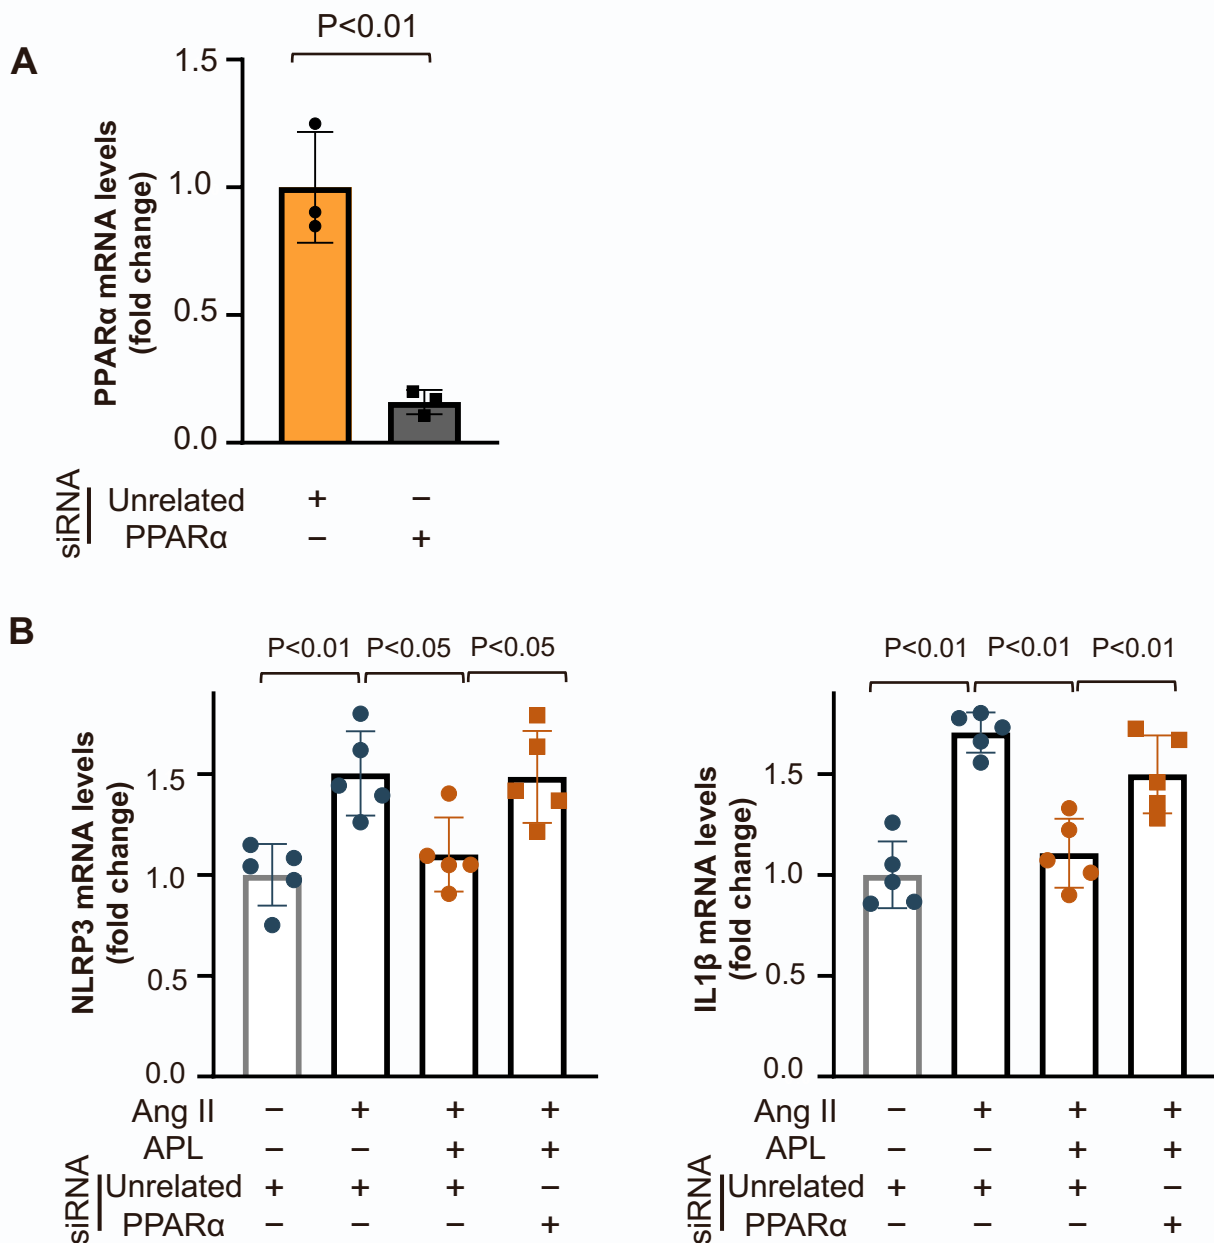 A
P<0.01
PPARα mRNA levels
(fold change)
1.5
1.0
0.5
0.0
siRNA
Unrelated + −
PPARα − +
B
P<0.01 P<0.05 P<0.05
NLRP3 mRNA levels
(fold change)
1.5
1.0
0.5
0.0
Ang II − + + +
APL − − + +
siRNA
Unrelated + + + −
PPARα − − − +
P<0.01 P<0.01 P<0.01
IL1β mRNA levels
(fold change)
1.5
1.0
0.5
0.0
Ang II − + + +
APL − − + +
siRNA
Unrelated + + + −
PPARα − − − +